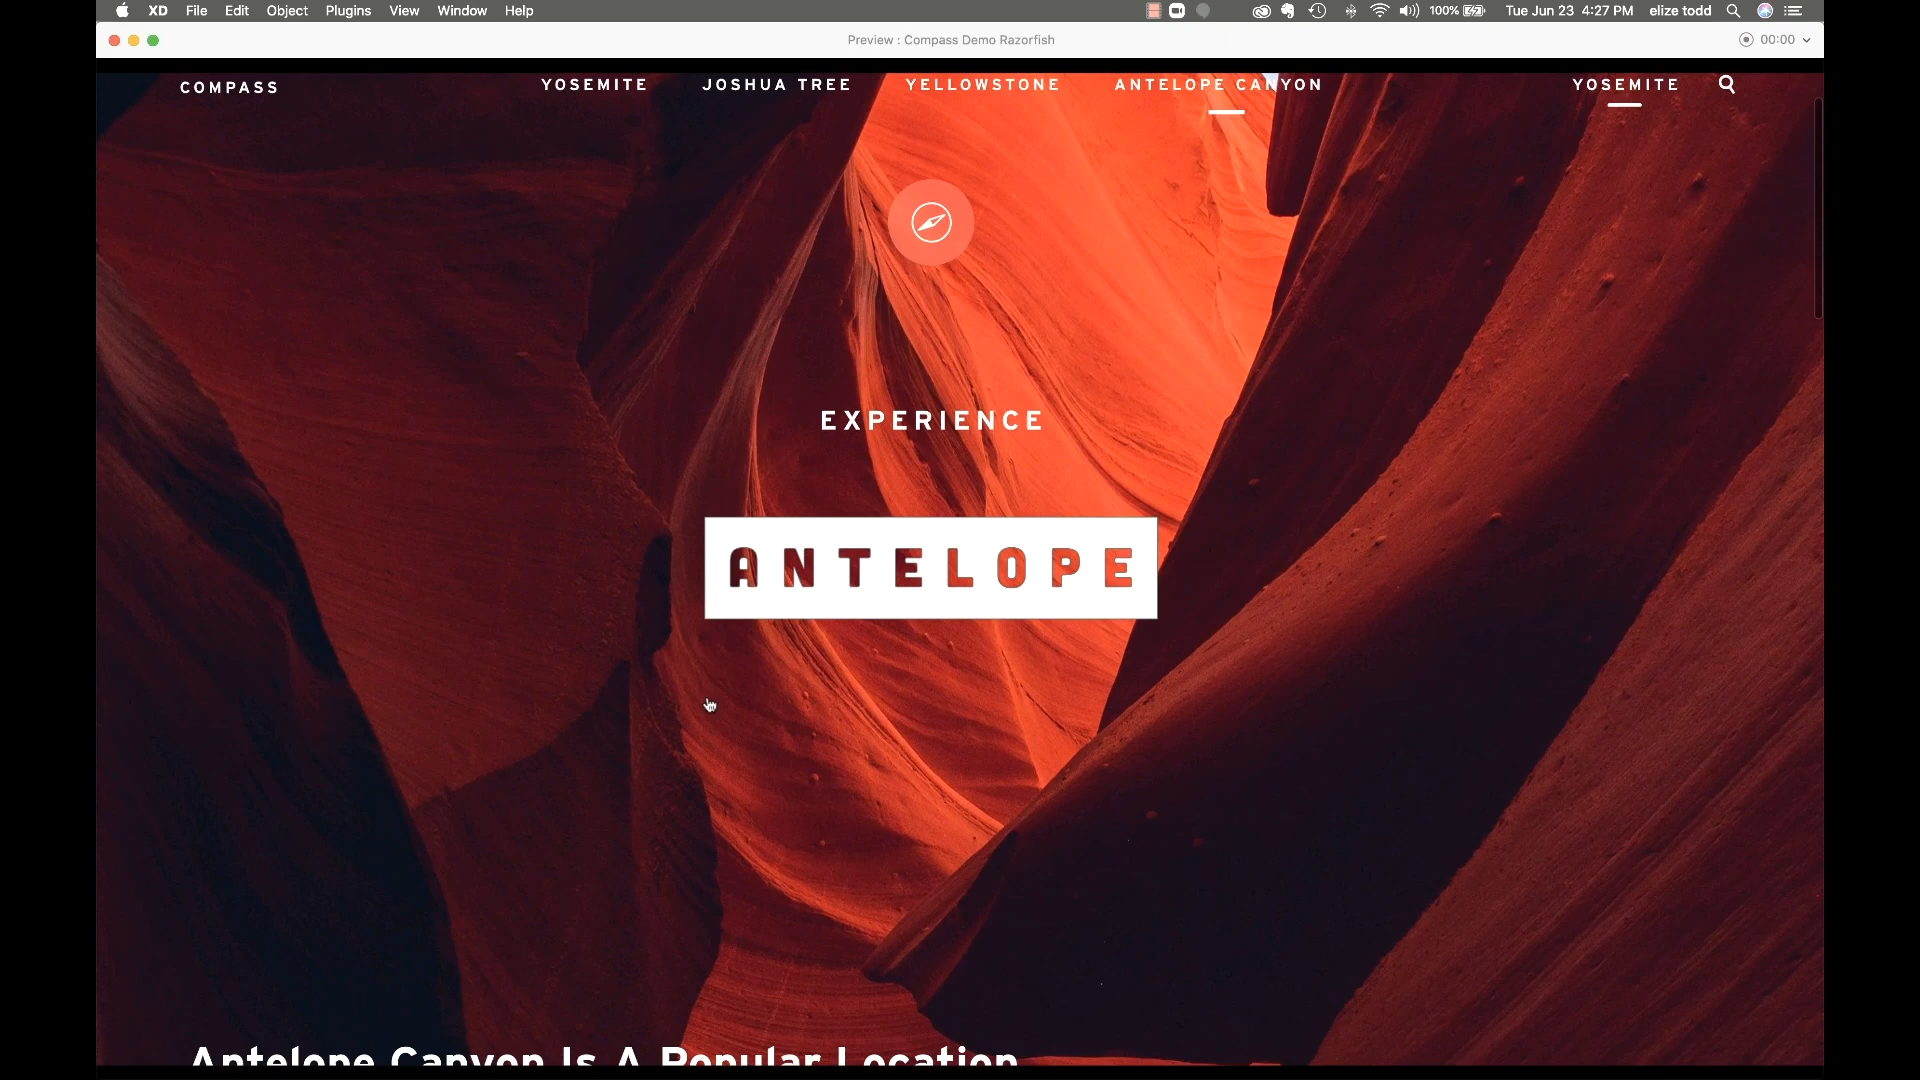 XD File Edit Object Plugins View Window Help 100% Tue Jun 23 4:27 PM elize todd
Preview : Compass Demo Razorfish 00:00
COMPASS YOSEMITE JOSHUA TREE YELLOWSTONE ANTELOPE CANYON YOSEMITE
EXPERIENCE
ANTELOPE
Antelope Canyon Is A Popular Location